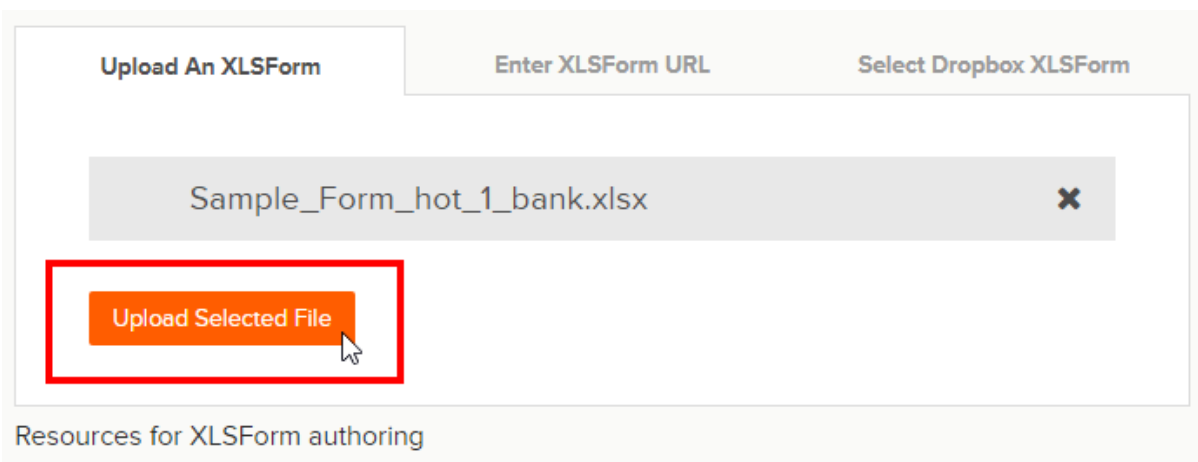 Upload An XLSForm
Enter XLSForm URL
Select Dropbox XLSForm
Sample_Form_hot_1_bank.xlsx
Upload Selected File
Resources for XLSForm authoring